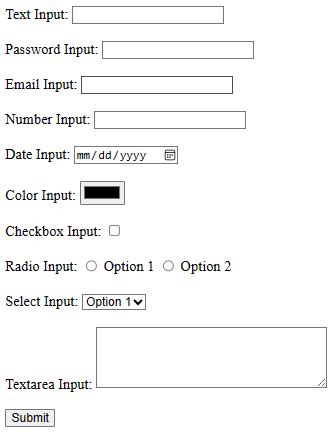 Text Input:
Password Input:
Email Input:
Number Input:
Date Input: mm/dd/yyyy
Color Input:
Checkbox Input:
Radio Input: Option 1 Option 2
Select Input: Option 1
Textarea Input:
Submit